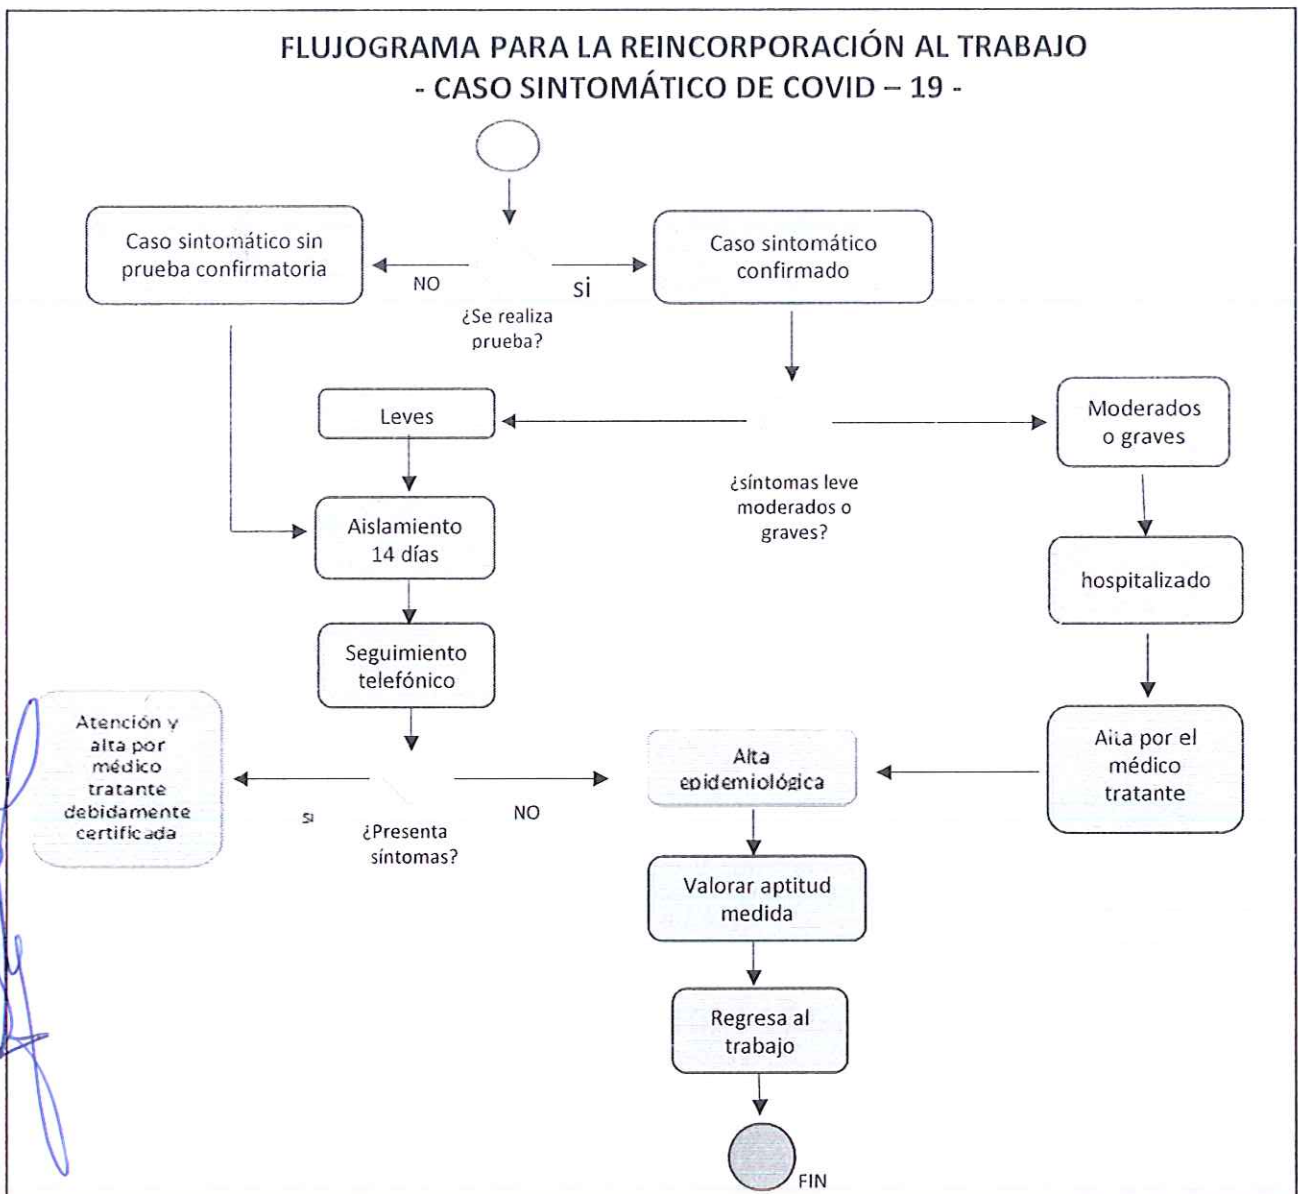 FLUJOGRAMA PARA LA REINCORPORACIÓN AL TRABAJO
- CASO SINTOMÁTICO DE COVID – 19 -
Caso sintomático sin
prueba confirmatoria
NO
si
¿Se realiza
prueba?
Caso sintomático
confirmado
Leves
¿síntomas leve
moderados o
graves?
Moderados
o graves
Aislamiento
14 días
hospitalizado
Seguimiento
telefónico
Atención y
alta por
médico
tratante
debidamente
certificada
si
¿Presenta
síntomas?
NO
Alta
epidemiológica
Alta por el
médico
tratante
Valorar aptitud
medida
Regresa al
trabajo
FIN